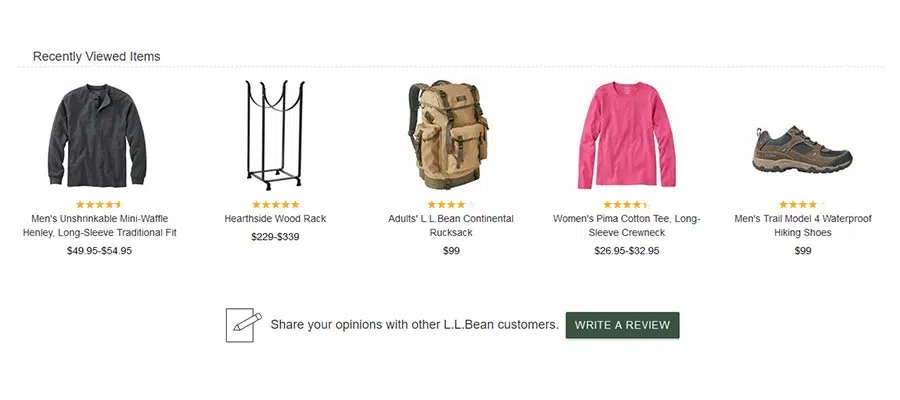 Recently Viewed Items
Men's Unshrinkable Mini-Waffle
Henley, Long-Sleeve Traditional Fit
$49.95-$54.95
Hearthside Wood Rack
$229-$339
Adults' L.L.Bean Continental
Rucksack
$99
Women's Pima Cotton Tee, Long-
Sleeve Crewneck
$26.95-$32.95
Men's Trail Model 4 Waterproof
Hiking Shoes
$99
Share your opinions with other L.L.Bean customers.
WRITE A REVIEW